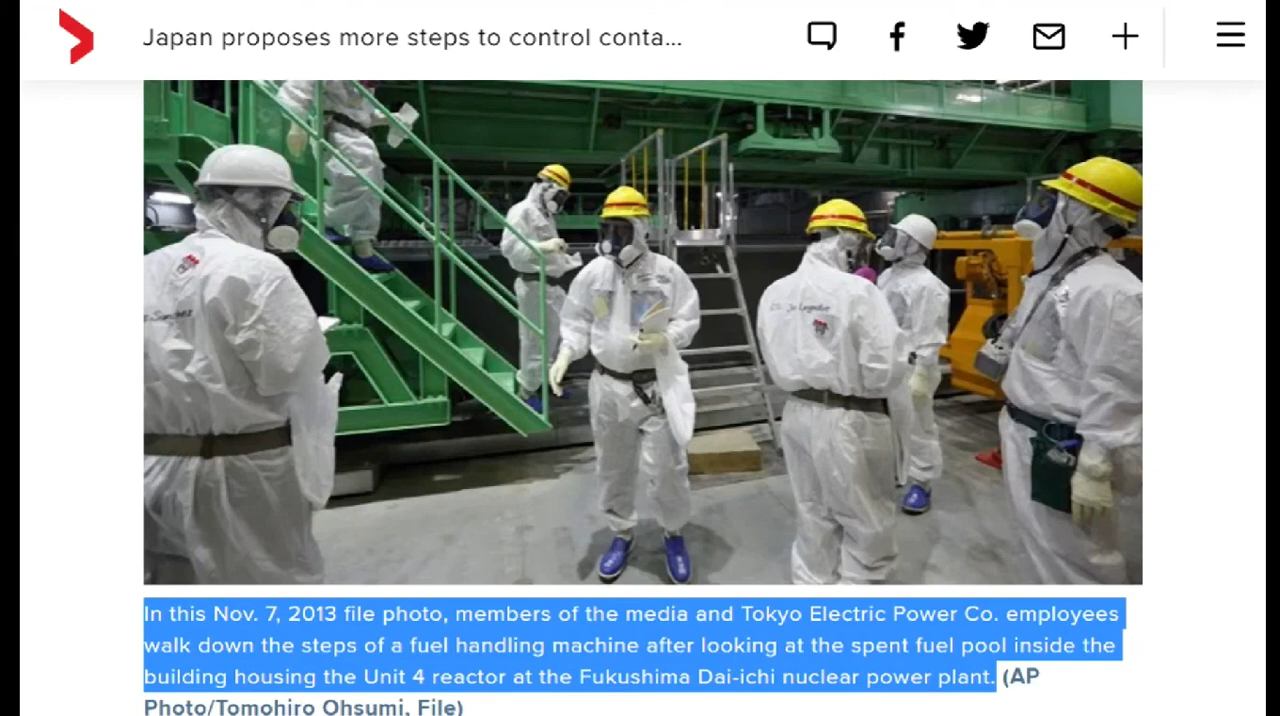 Japan proposes more steps to control conta...
In this Nov. 7, 2013 file photo, members of the media and Tokyo Electric Power Co. employees
walk down the steps of a fuel handling machine after looking at the spent fuel pool inside the
building housing the Unit 4 reactor at the Fukushima Dai-ichi nuclear power plant. (AP
Photo/Tomohiro Ohsumi, File)